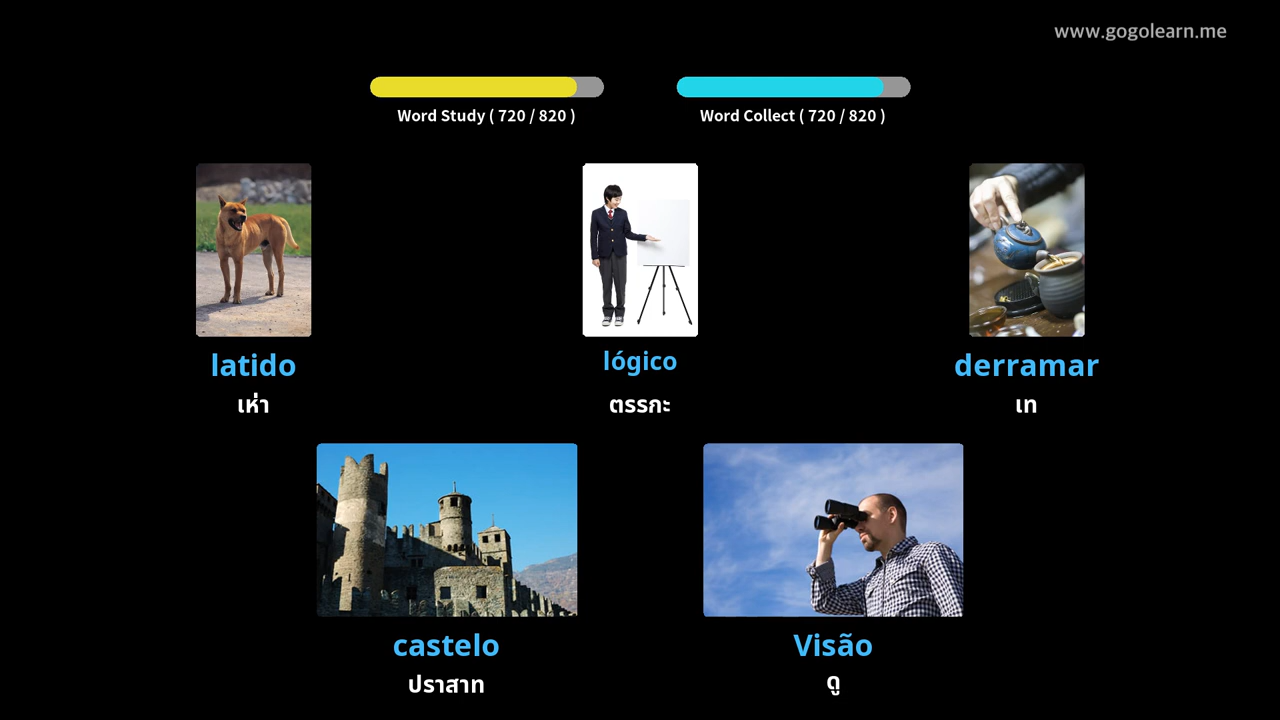 www.gogolearn.me
Word Study ( 720 / 820 )
Word Collect ( 720 / 820 )
latido
lógico
derramar
เห่า
ตรรกะ
เท
castelo
Visão
ปราสาท
ดู